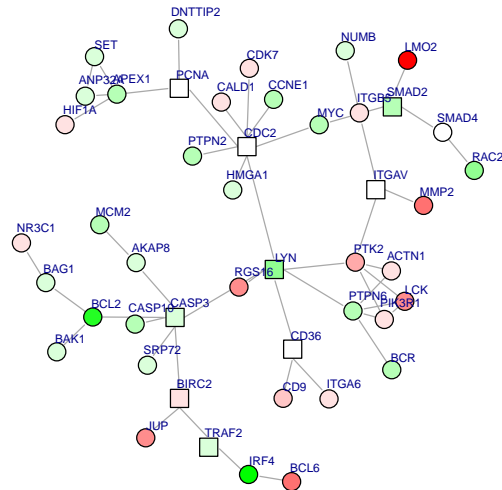 DNTTIP2
SET
CDK7
NUMB
LMO2
ANP32A
APEX1
PCNA
CALD1
CCNE1
ITGB5
SMAD2
HIF1A
MYC
SMAD4
PTPN2
CDC2
RAC2
HMGA1
ITGAV
MMP2
MCM2
NR3C1
AKAP8
LYN
PTK2
ACTN1
BAG1
RGS16
BCL2
CASP10
CASP3
PTPN6
LCK
PIK3R1
BAK1
SRP72
CD36
BCR
BIRC2
CD9
ITGA6
JUP
TRAF2
IRF4
BCL6